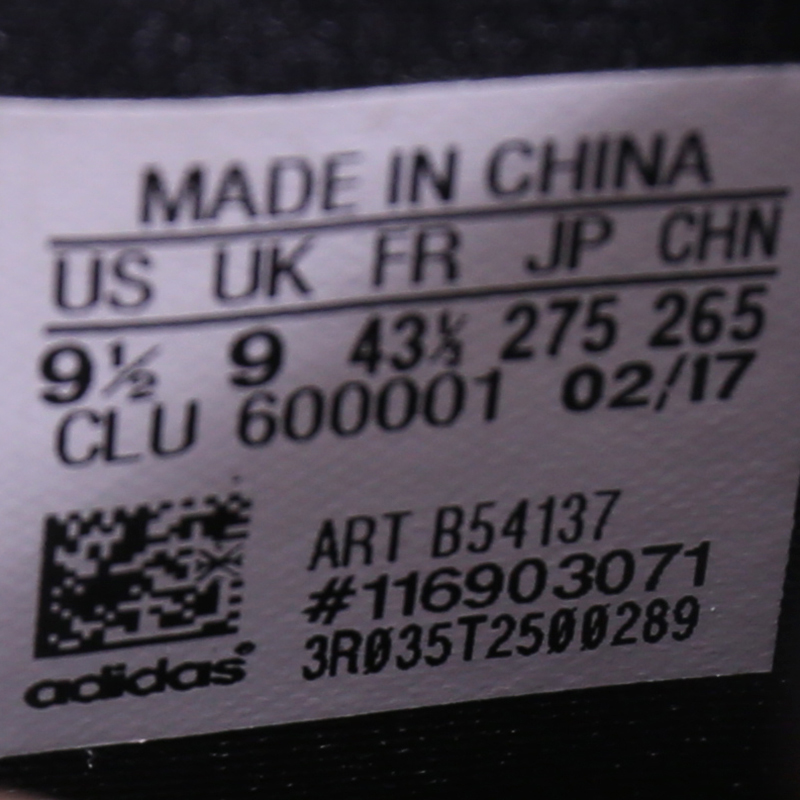 MADE IN CHINA
US UK FR JP CHN
9½ 9 43⅓ 275 265
CLU 600001 02/17
ART B54137
#116903071
3R035T2500289
adidas®